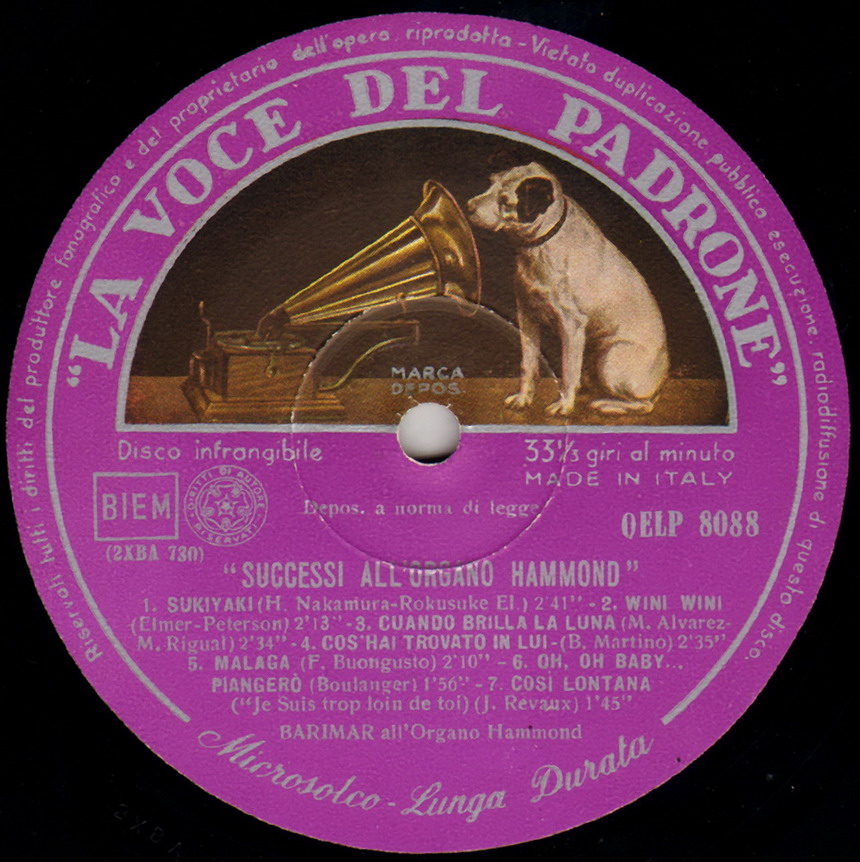 Riservati tutti i diritti del produttore fonografico e del proprietario dell'opera riprodotta - Vietata duplicazione pubblica esecuzione, radiodiffusione di questo disco.
"LA VOCE DEL PADRONE"
MARCA
DEPOS
Disco infrangibile
33⅓ giri al minuto
MADE IN ITALY
BIEM
DIRITTI DI AUTORE
RISERVATI
Depos. a norma di legge
QELP 8088
(2XBA 730)
"SUCCESSI ALL'ORGANO HAMMOND"
1. SUKIYAKI (H. Nakamura-Rokusuke El.) 2'41" - 2. WINI WINI
(Elmer-Peterson) 2'13" - 3. CUANDO BRILLA LA LUNA (M. Alvarez-
M. Rigual) 2'34" - 4. COS'HAI TROVATO IN LUI - (B. Martino) 2'35"
5. MALAGA (F. Buongusto) 2'10" - 6. OH, OH BABY...
PIANGERÒ (Boulanger) 1'56" - 7. COSÌ LONTANA
("Je Suis trop loin de toi) (J. Revaux) 1'45"
BARIMAR all'Organo Hammond
Microsolco - Lunga Durata